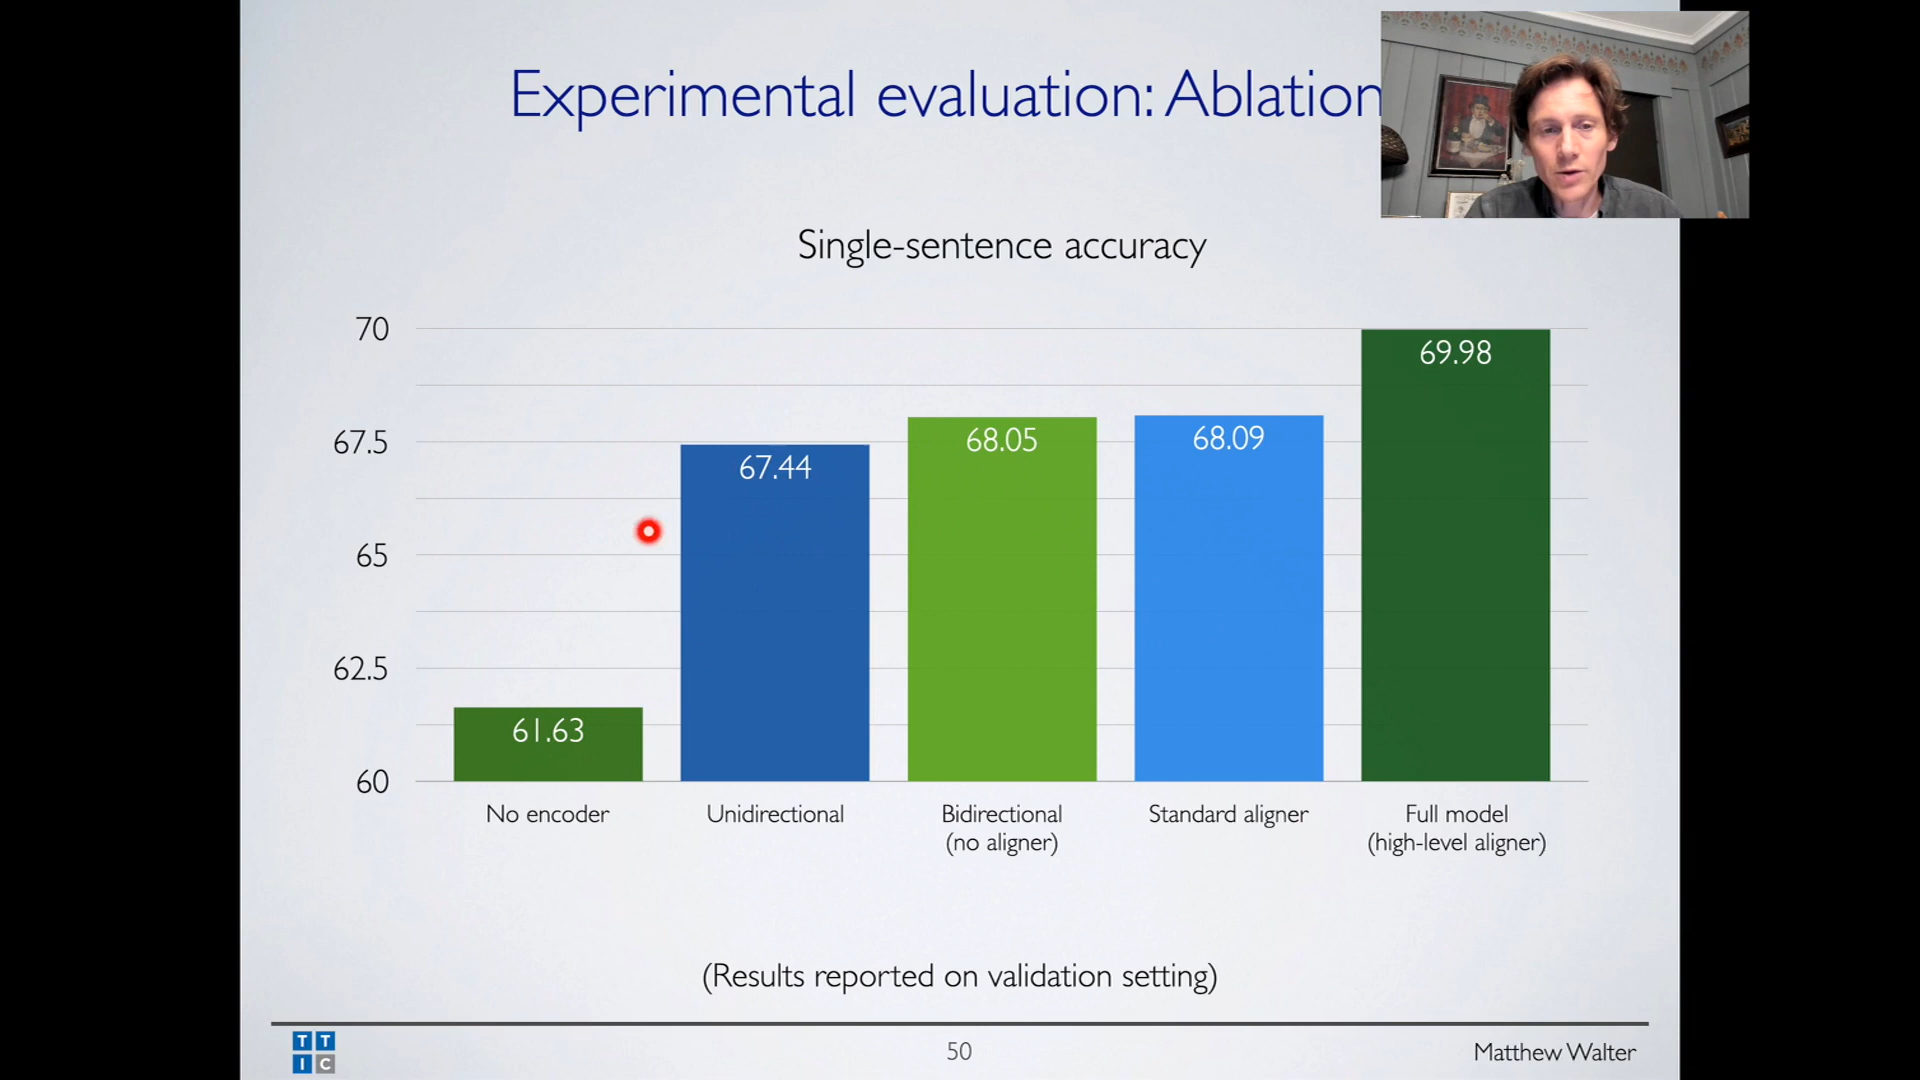 Experimental evaluation: Ablation
Single-sentence accuracy
70
67.5
65
62.5
60
61.63
67.44
68.05
68.09
69.98
No encoder
Unidirectional
Bidirectional
(no aligner)
Standard aligner
Full model
(high-level aligner)
(Results reported on validation setting)
TTIC
50
Matthew Walter